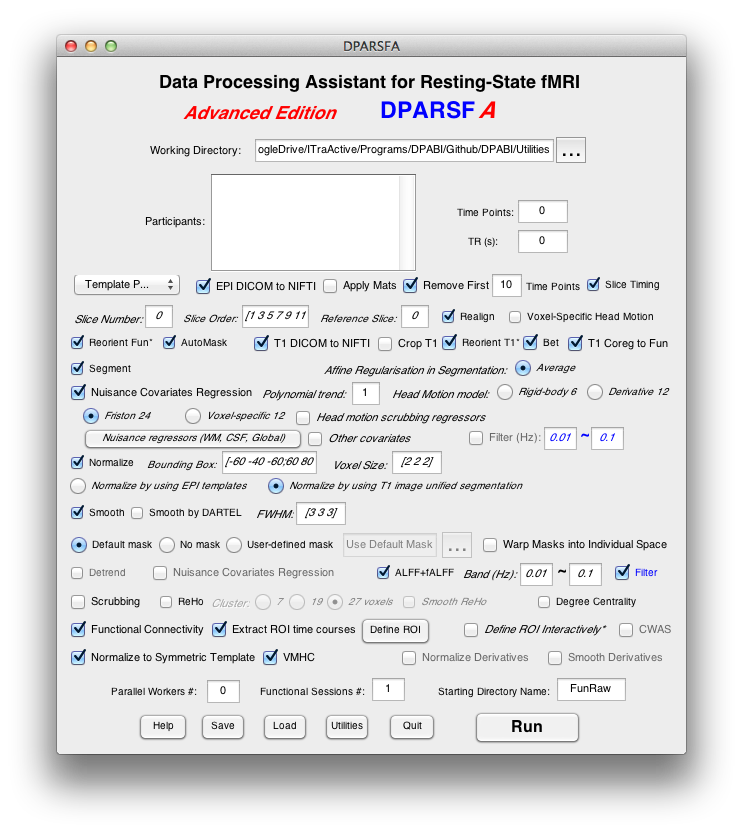 DPARSFA
Data Processing Assistant for Resting-State fMRI
Advanced Edition DPARSF A
Working Directory: ogleDrive/ITraActive/Programs/DPABI/Github/DPABI/Utilities ...
Participants:
Time Points: 0
TR (s): 0
Template P... EPI DICOM to NIFTI Apply Mats Remove First 10 Time Points Slice Timing
Slice Number: 0 Slice Order: [1 3 5 7 9 11 Reference Slice: 0 Realign Voxel-Specific Head Motion
Reorient Fun* AutoMask T1 DICOM to NIFTI Crop T1 Reorient T1* Bet T1 Coreg to Fun
Segment Affine Regularisation in Segmentation: Average
Nuisance Covariates Regression Polynomial trend: 1 Head Motion model: Rigid-body 6 Derivative 12
Friston 24 Voxel-specific 12 Head motion scrubbing regressors
Nuisance regressors (WM, CSF, Global) Other covariates Filter (Hz): 0.01 ~ 0.1
Normalize Bounding Box: [-60 -40 -60;60 80 Voxel Size: [2 2 2]
Normalize by using EPI templates Normalize by using T1 image unified segmentation
Smooth Smooth by DARTEL FWHM: [3 3 3]
Default mask No mask User-defined mask Use Default Mask ... Warp Masks into Individual Space
Detrend Nuisance Covariates Regression ALFF+fALFF Band (Hz): 0.01 ~ 0.1 Filter
Scrubbing ReHo Cluster: 7 19 27 voxels Smooth ReHo Degree Centrality
Functional Connectivity Extract ROI time courses Define ROI Define ROI Interactively* CWAS
Normalize to Symmetric Template VMHC Normalize Derivatives Smooth Derivatives
Parallel Workers #: 0 Functional Sessions #: 1 Starting Directory Name: FunRaw
Help Save Load Utilities Quit Run